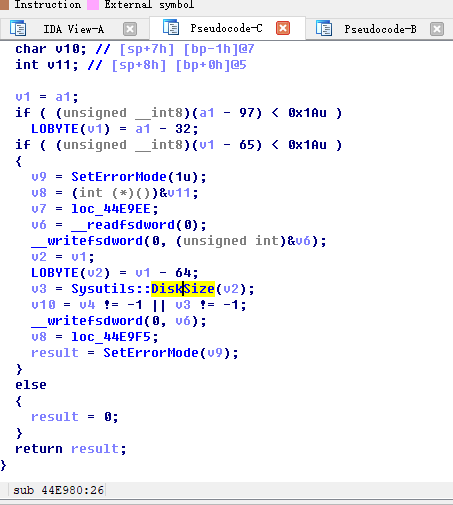 Instruction External symbol
IDA View-A Pseudocode-C Pseudocode-B
char v10; // [sp+7h] [bp-1h]@7
int v11; // [sp+8h] [bp+0h]@5
v1 = a1;
if ( (unsigned __int8)(a1 - 97) < 0x1Au )
LOBYTE(v1) = a1 - 32;
if ( (unsigned __int8)(v1 - 65) < 0x1Au )
{
v9 = SetErrorMode(1u);
v8 = (int (*)())&v11;
v7 = loc_44E9EE;
v6 = __readfsdword(0);
__writefsdword(0, (unsigned int)&v6);
v2 = v1;
LOBYTE(v2) = v1 - 64;
v3 = Sysutils::DiskSize(v2);
v10 = v4 != -1 || v3 != -1;
__writefsdword(0, v6);
v8 = loc_44E9F5;
result = SetErrorMode(v9);
}
else
{
result = 0;
}
return result;
}
sub 44E980:26